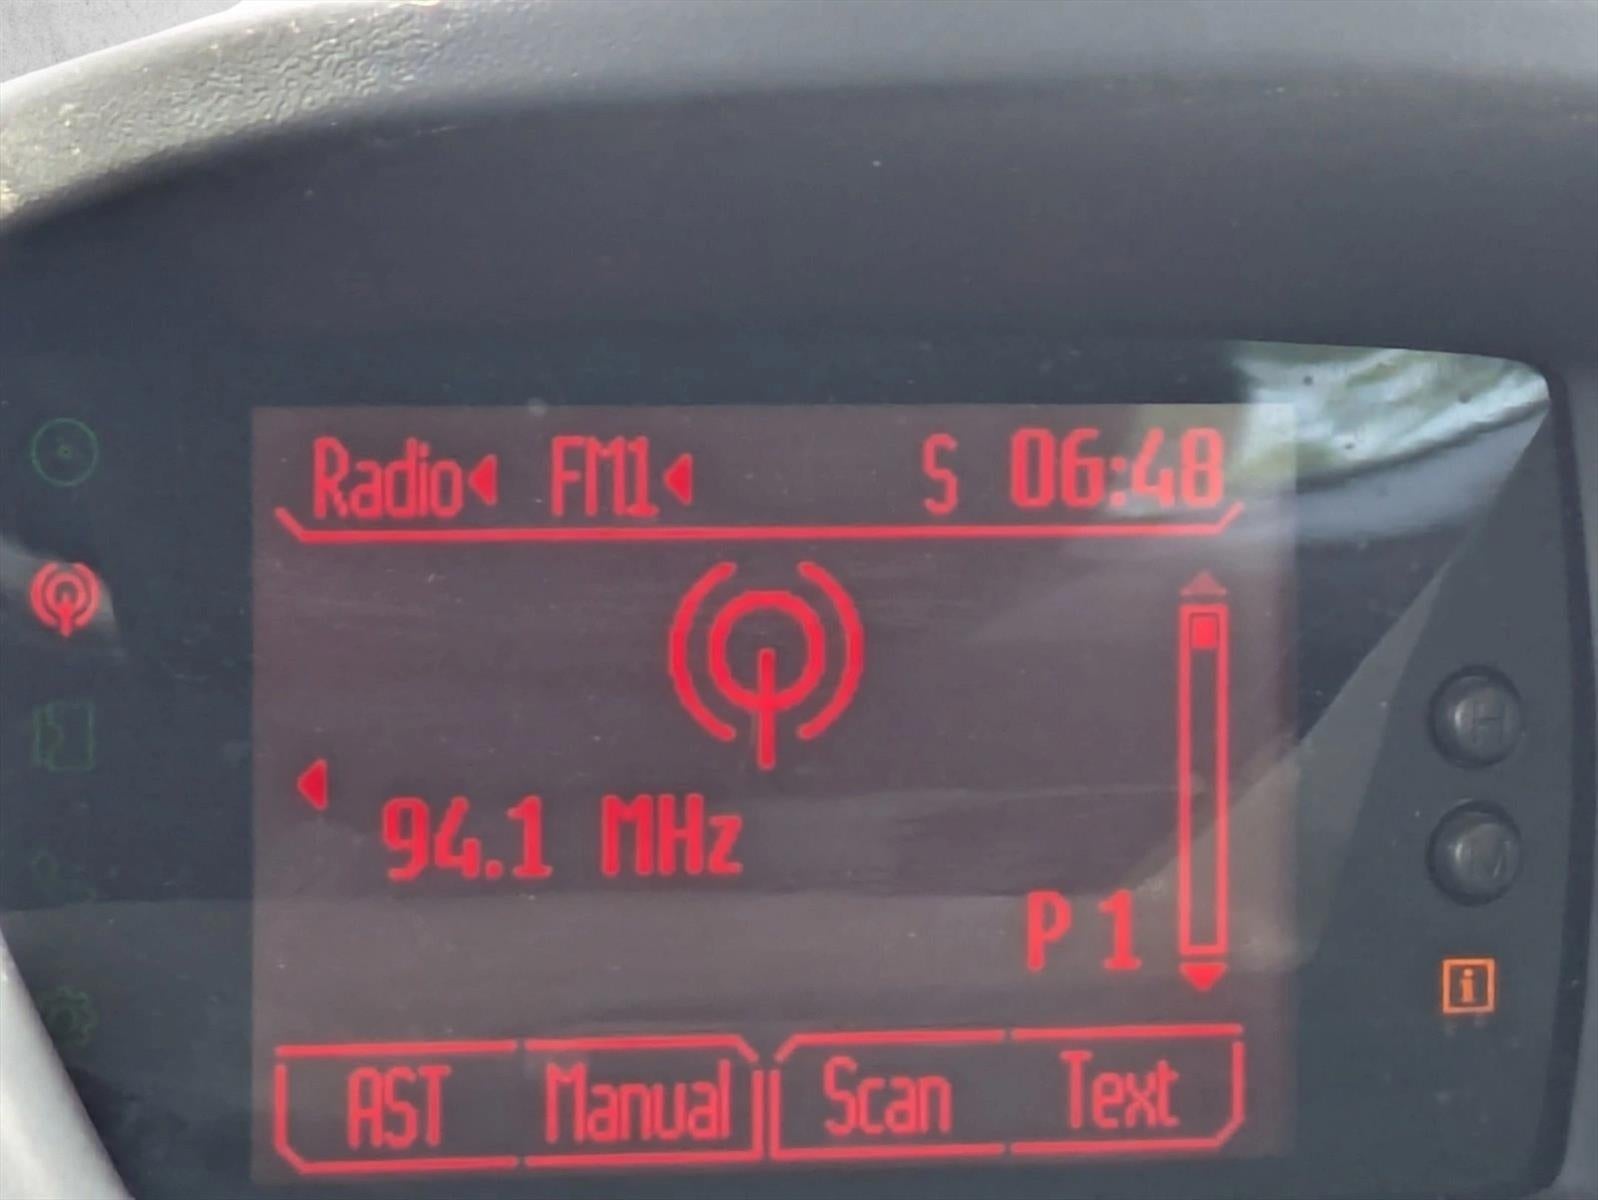 Radio FM1 S 06:48
94.1 MHz
P 1
AST Manual Scan Text
H
M
i